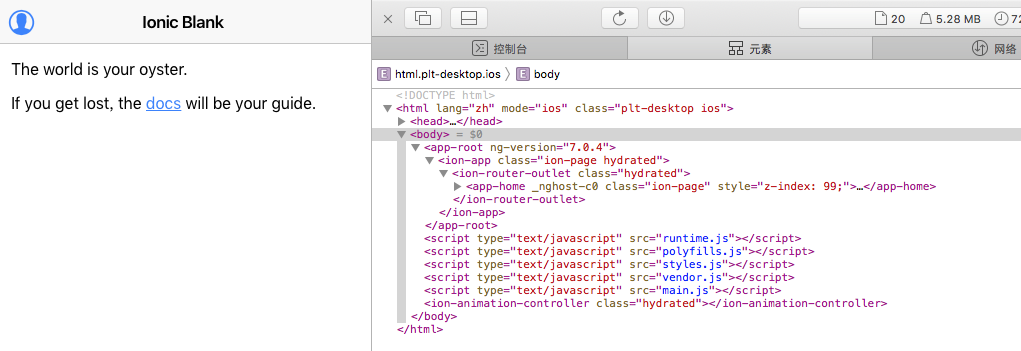 Ionic Blank
The world is your oyster.
If you get lost, the docs will be your guide.
20 5.28 MB 72
控制台 元素 网络
E html.plt-desktop.ios E body
<!DOCTYPE html>
<html lang="zh" mode="ios" class="plt-desktop ios">
<head>…</head>
<body> = $0
<app-root ng-version="7.0.4">
<ion-app class="ion-page hydrated">
<ion-router-outlet class="hydrated">
<app-home _nghost-c0 class="ion-page" style="z-index: 99;">…</app-home>
</ion-router-outlet>
</ion-app>
</app-root>
<script type="text/javascript" src="runtime.js"></script>
<script type="text/javascript" src="polyfills.js"></script>
<script type="text/javascript" src="styles.js"></script>
<script type="text/javascript" src="vendor.js"></script>
<script type="text/javascript" src="main.js"></script>
<ion-animation-controller class="hydrated"></ion-animation-controller>
</body>
</html>